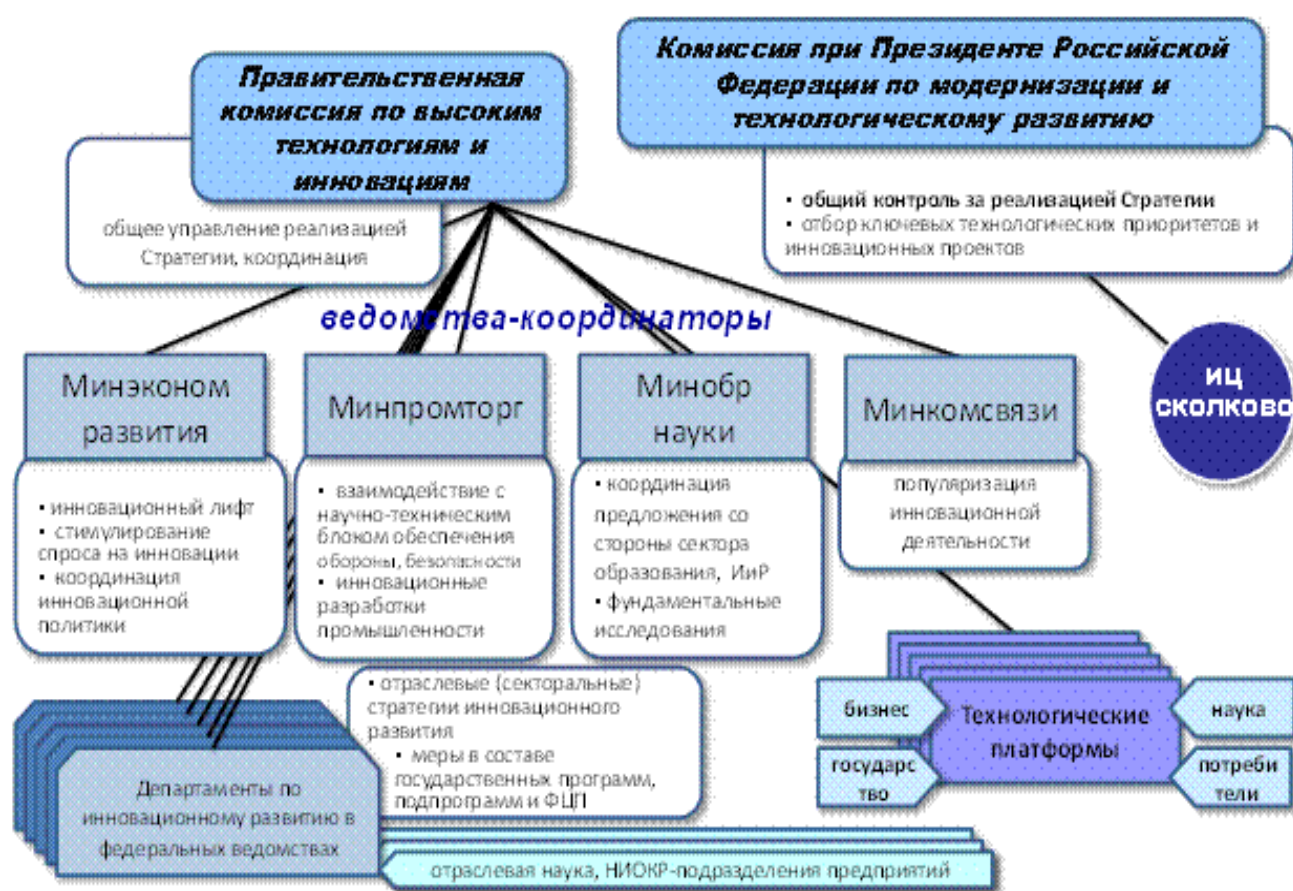 Правительственная
комиссия по высоким
технологиям и
инновациям
Комиссия при Президенте Российской
Федерации по модернизации и
технологическому развитию
общее управление реализацией
Стратегии, координация
• общий контроль за реализацией Стратегии
• отбор ключевых технологических приоритетов и
инновационных проектов
ведомства-координаторы
Минэконом
развития
Минпромторг
Минобр
науки
Минкомсвязи
ИЦ
СКОЛКОВО
• инновационный лифт
• стимулирование
спроса на инновации
• координация
инновационной
политики
• взаимодействие с
научно-техническим
блоком обеспечения
обороны, безопасности
• инновационные
разработки
промышленности
• координация
предложения со
стороны сектора
образования, ИиР
• фундаментальные
исследования
популяризация
инновационной
деятельности
• отраслевые (секторальные)
стратегии инновационного
развития
• меры в составе
государственных программ,
подпрограмм и ФЦП
бизнес
государс
тво
Технологические
платформы
наука
потреби
тели
Департаменты по
инновационному развитию в
федеральных ведомствах
отраслевая наука, НИОКР-подразделения предприятий